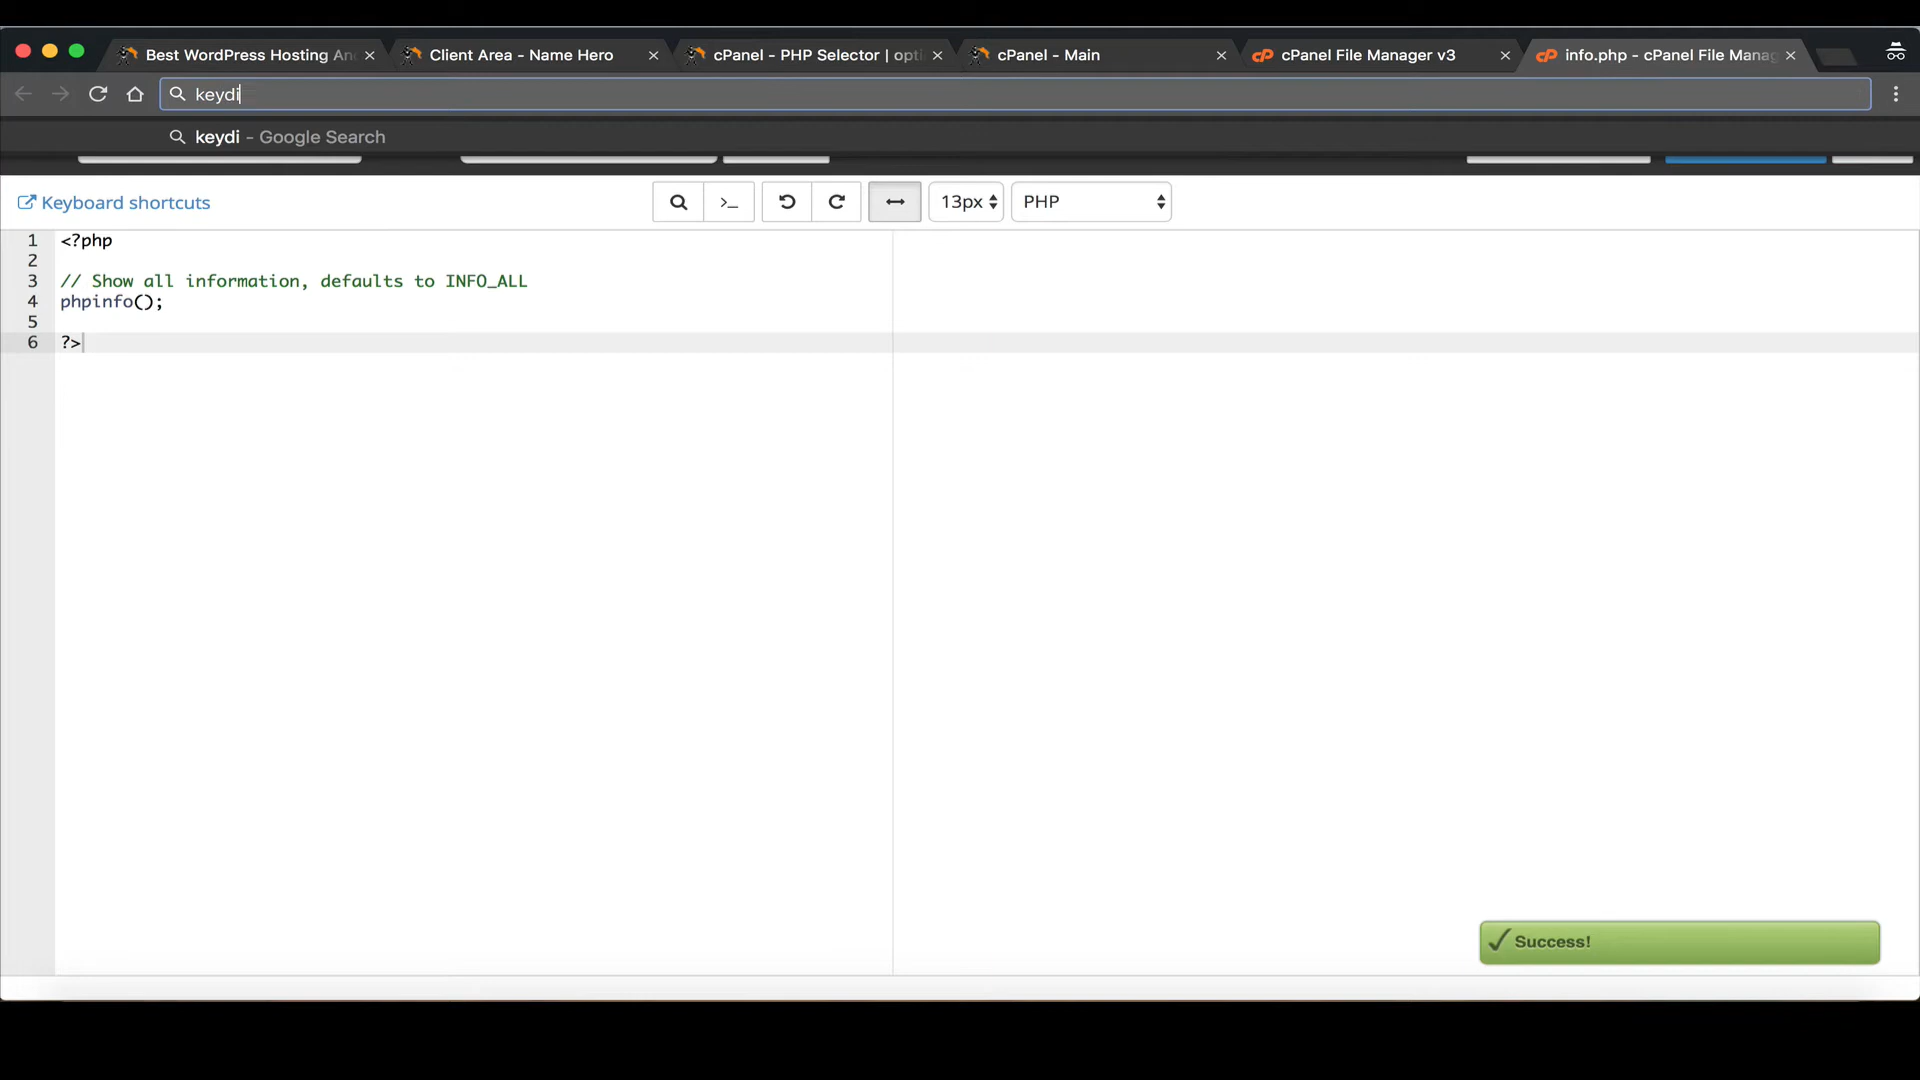 Best WordPress Hosting An
Client Area - Name Hero
cPanel - PHP Selector | opti
cPanel - Main
cPanel File Manager v3
info.php - cPanel File Manag
keydi
keydi - Google Search
Keyboard shortcuts
>_
13px
PHP
1 <?php
2
3 // Show all information, defaults to INFO_ALL
4 phpinfo();
5
6 ?>
Success!